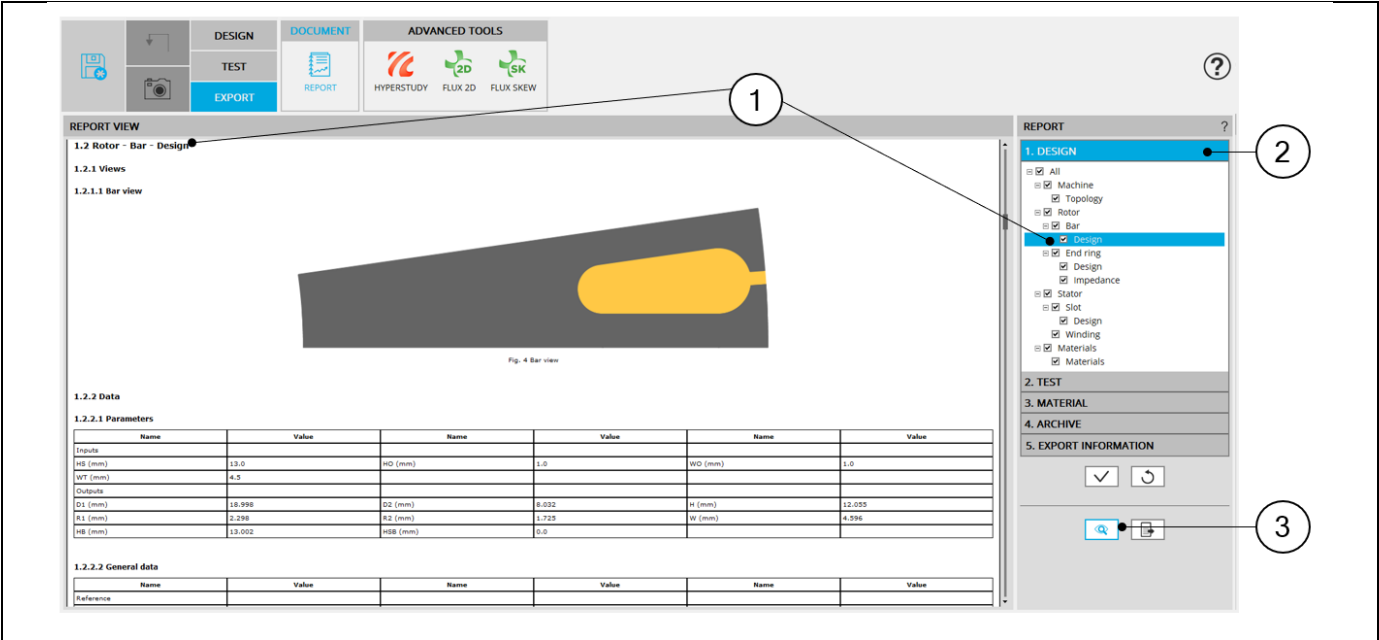 DESIGN
TEST
EXPORT
DOCUMENT
REPORT
ADVANCED TOOLS
2D
SK
HYPERSTUDY FLUX 2D FLUX SKEW
?
1
REPORT VIEW
1.2 Rotor - Bar - Design
1.2.1 Views
1.2.1.1 Bar view
Fig. 4 Bar view
1.2.2 Data
1.2.2.1 Parameters
Name Value Name Value Name Value
Inputs
HS (mm) 13.0 HO (mm) 1.0 WO (mm) 1.0
WT (mm) 4.5
Outputs
D1 (mm) 18.998 D2 (mm) 8.032 H (mm) 12.055
R1 (mm) 2.298 R2 (mm) 1.725 W (mm) 4.596
HB (mm) 13.002 HSB (mm) 0.0
1.2.2.2 General data
Name Value Name Value Name Value
Reference
REPORT ?
1. DESIGN
2
All
Machine
Topology
Rotor
Bar
Design
End ring
Design
Impedance
Stator
Slot
Design
Winding
Materials
Materials
2. TEST
3. MATERIAL
4. ARCHIVE
5. EXPORT INFORMATION
3